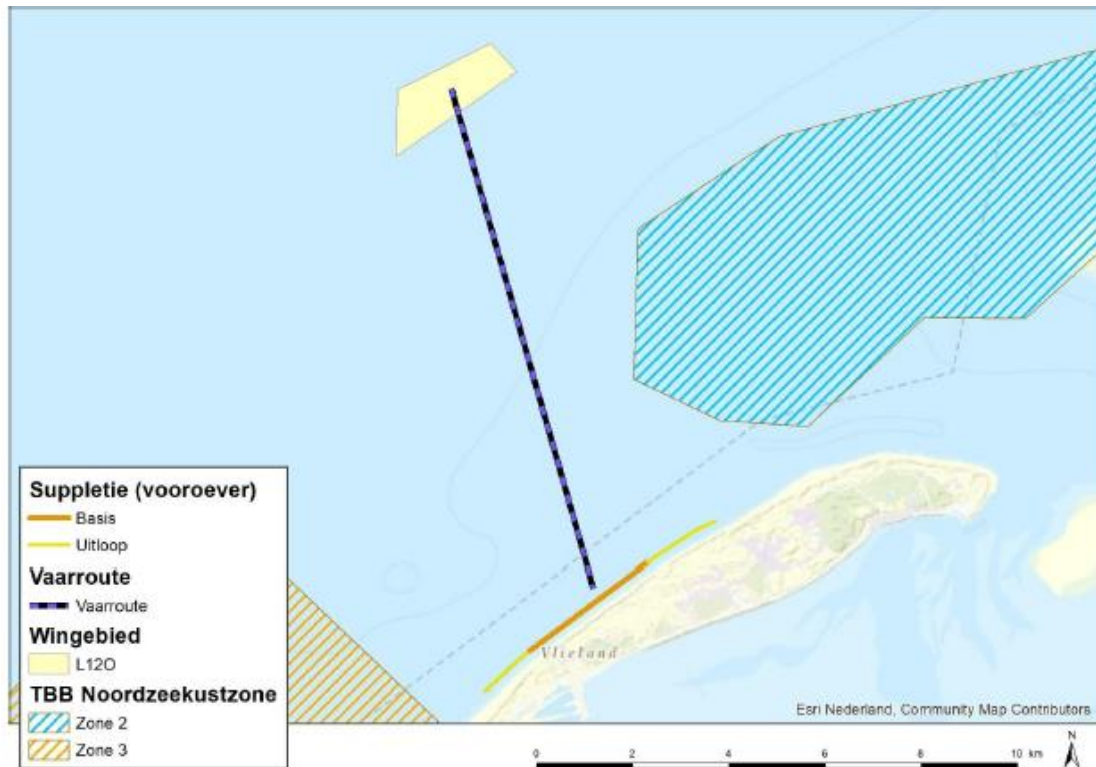 Suppletie (vooroever)
Basis
Uitloop
Vaarroute
Vaarroute
Wingebied
L12O
TBB Noordzeekustzone
Zone 2
Zone 3
Vlieland
Esri Nederland, Community Map Contributors
0 2 4 6 8 10 km
N